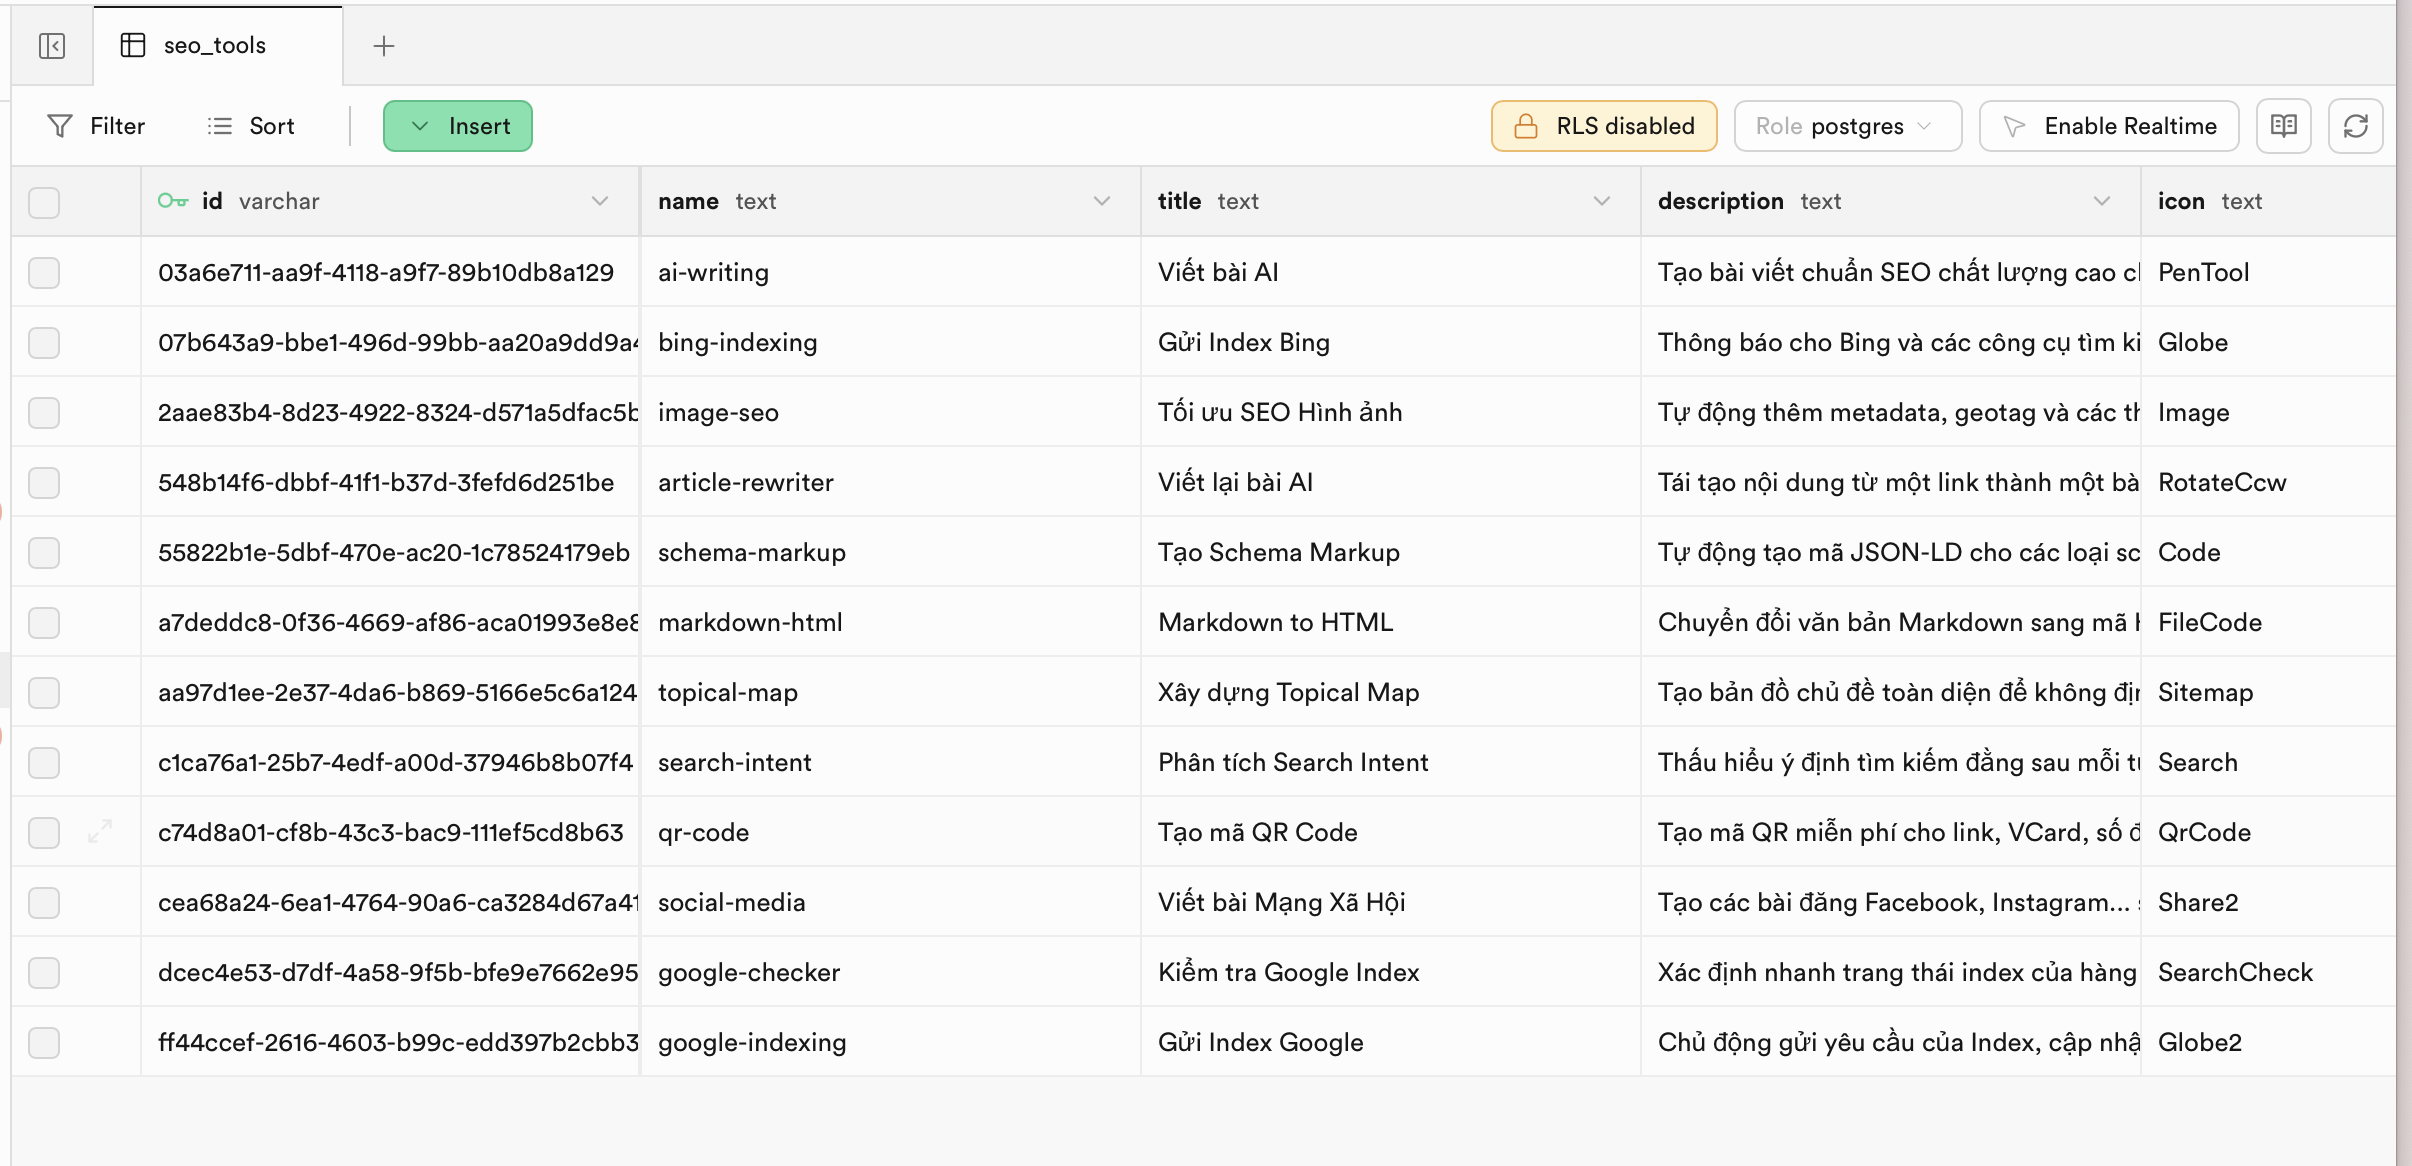 seo_tools
Filter Sort Insert RLS disabled Role postgres Enable Realtime
id varchar name text title text description text icon text
03a6e711-aa9f-4118-a9f7-89b10db8a129 ai-writing Viết bài AI Tạo bài viết chuẩn SEO chất lượng cao PenTool
07b643a9-bbe1-496d-99bb-aa20a9dd9a4 bing-indexing Gửi Index Bing Thông báo cho Bing và các công cụ tìm Globe
2aae83b4-8d23-4922-8324-d571a5dfac5b image-seo Tối ưu SEO Hình ảnh Tự động thêm metadata, geotag và các Image
548b14f6-dbbf-41f1-b37d-3fefd6d251be article-rewriter Viết lại bài AI Tái tạo nội dung từ một link thành một RotateCcw
55822b1e-5dbf-470e-ac20-1c78524179eb schema-markup Tạo Schema Markup Tự động tạo mã JSON-LD cho các loại Code
a7deddc8-0f36-4669-af86-aca01993e8e8 markdown-html Markdown to HTML Chuyển đổi văn bản Markdown sang mã FileCode
aa97d1ee-2e37-4da6-b869-5166e5c6a124 topical-map Xây dựng Topical Map Tạo bản đồ chủ đề toàn diện để không Sitemap
c1ca76a1-25b7-4edf-a00d-37946b8b07f4 search-intent Phân tích Search Intent Thấu hiểu ý định tìm kiếm đằng sau mỗi Search
c74d8a01-cf8b-43c3-bac9-111ef5cd8b63 qr-code Tạo mã QR Code Tạo mã QR miễn phí cho link, VCard, số QrCode
cea68a24-6ea1-4764-90a6-ca3284d67a41 social-media Viết bài Mạng Xã Hội Tạo các bài đăng Facebook, Instagram... Share2
dcec4e53-d7df-4a58-9f5b-bfe9e7662e95 google-checker Kiểm tra Google Index Xác định nhanh trang thái index của hàng SearchCheck
ff44ccef-2616-4603-b99c-edd397b2cbb3 google-indexing Gửi Index Google Chủ động gửi yêu cầu của Index, cập Globe2